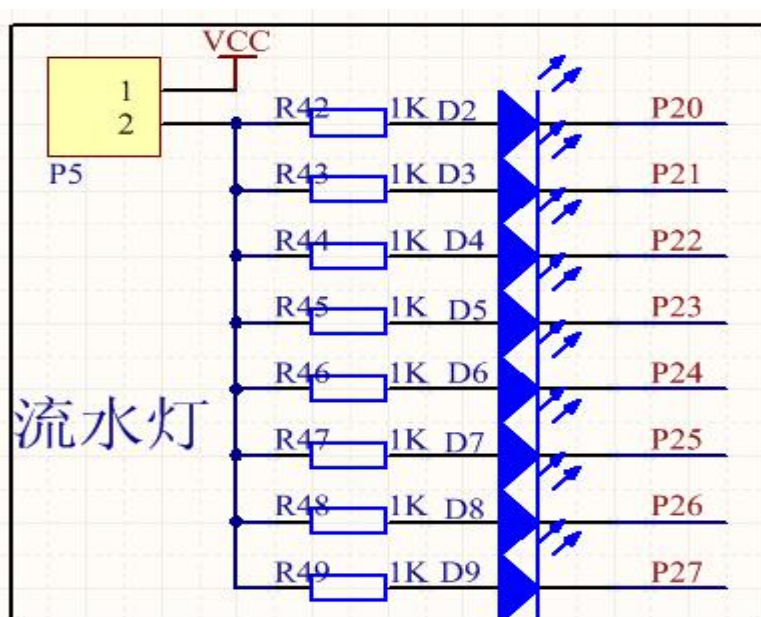 VCC
1
2
P5
R42 1K D2 P20
R43 1K D3 P21
R44 1K D4 P22
R45 1K D5 P23
R46 1K D6 P24
R47 1K D7 P25
R48 1K D8 P26
R49 1K D9 P27
流水灯